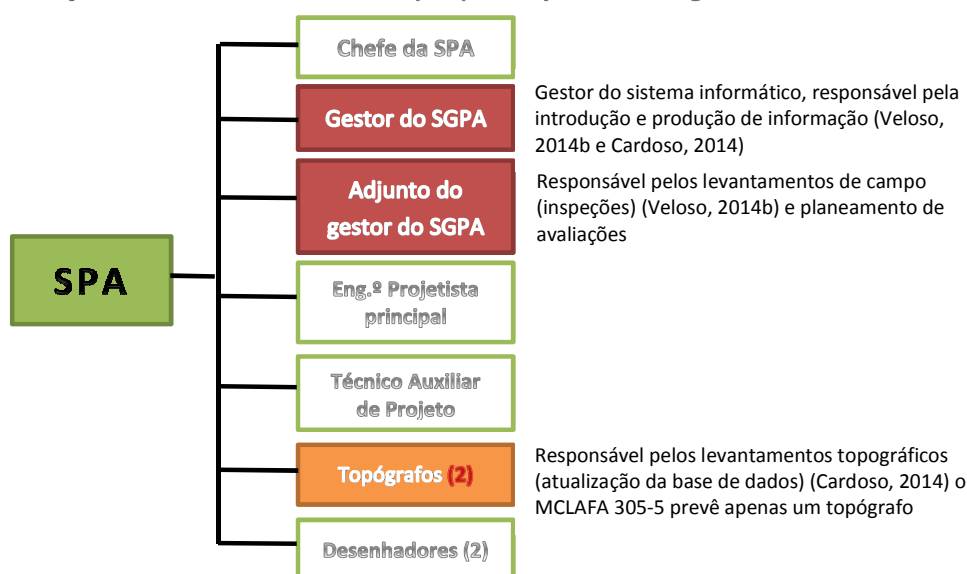 Chefe da SPA
Gestor do SGPA
Gestor do sistema informático, responsável pela
introdução e produção de informação (Veloso,
2014b e Cardoso, 2014)
Adjunto do
gestor do SGPA
Responsável pelos levantamentos de campo
(inspeções) (Veloso, 2014b) e planeamento de
avaliações
SPA
Eng.º Projetista
principal
Técnico Auxiliar
de Projeto
Topógrafos (2)
Responsável pelos levantamentos topográficos
(atualização da base de dados) (Cardoso, 2014) o
MCLAFA 305-5 prevê apenas um topógrafo
Desenhadores (2)